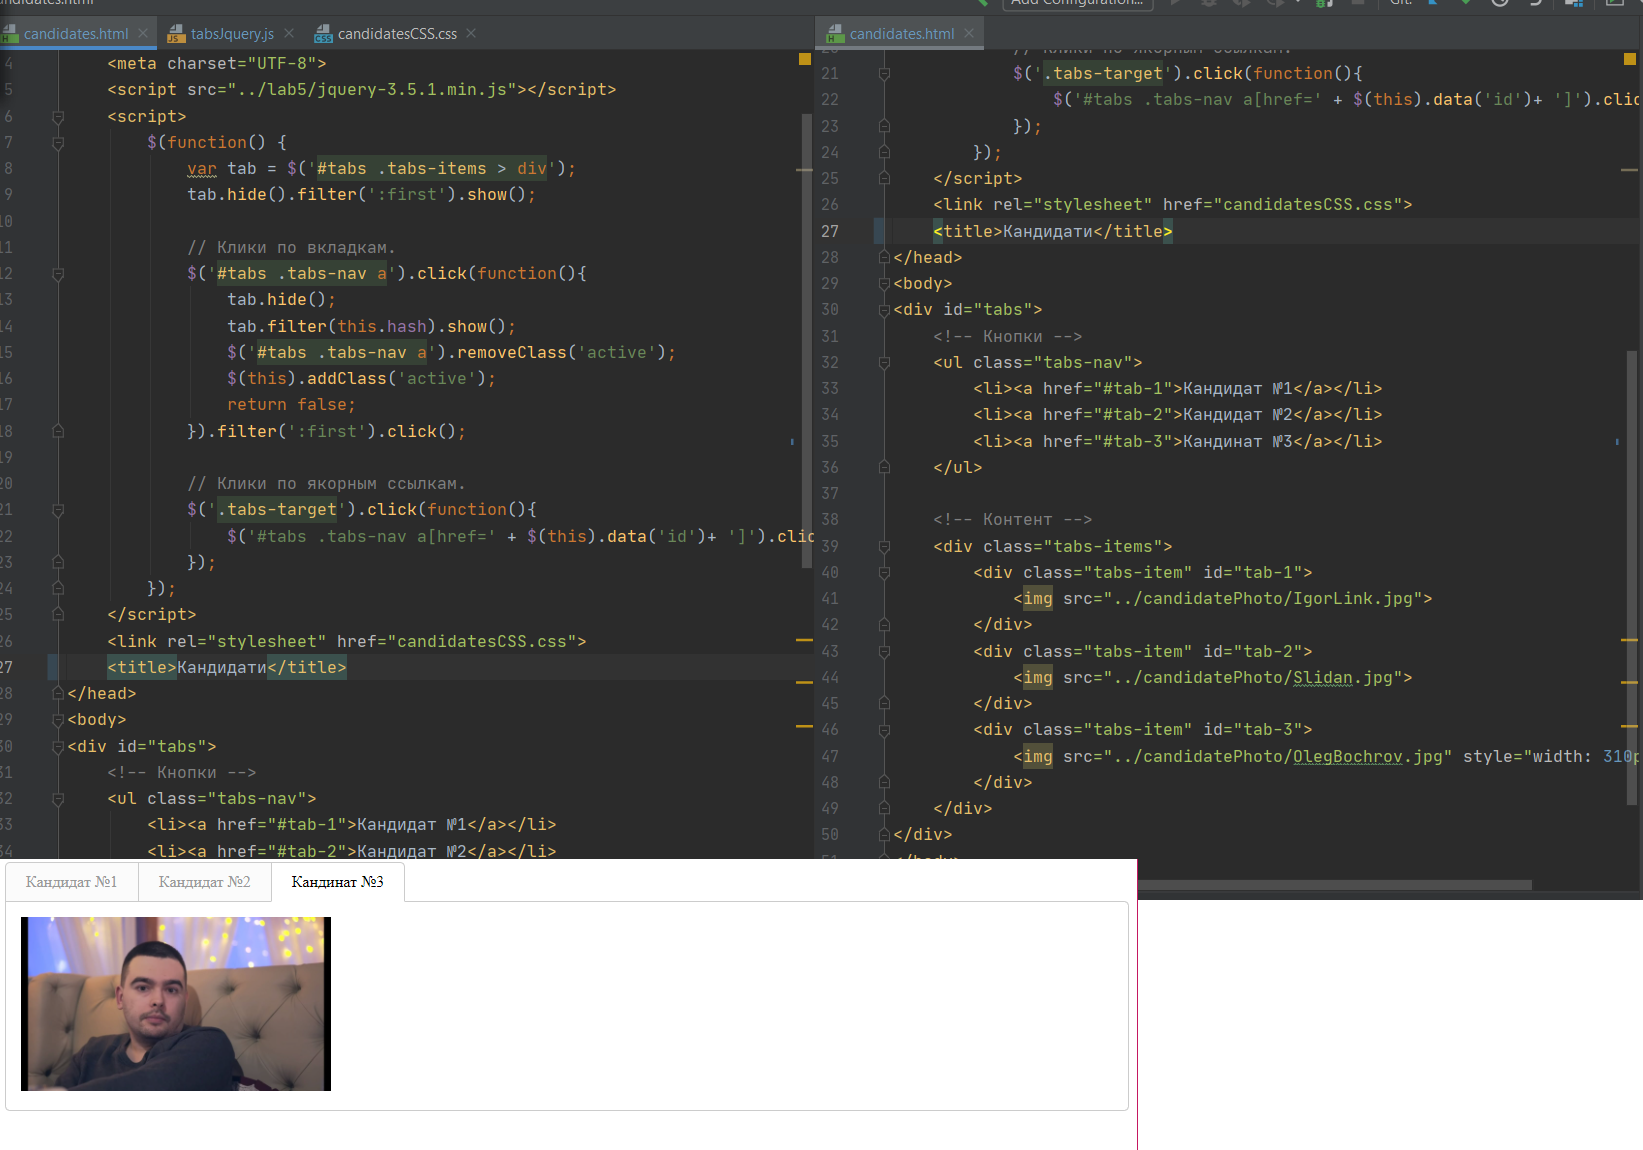 andidates.html
Add Configuration...
Git:
candidates.html
tabsJquery.js
candidatesCSS.css
4 <meta charset="UTF-8">
5 <script src="../lab5/jquery-3.5.1.min.js"></script>
6 <script>
7 $(function() {
8 var tab = $('#tabs .tabs-items > div');
9 tab.hide().filter(':first').show();
10
11 // Клики по вкладкам.
12 $('#tabs .tabs-nav a').click(function(){
13 tab.hide();
14 tab.filter(this.hash).show();
15 $('#tabs .tabs-nav a').removeClass('active');
16 $(this).addClass('active');
17 return false;
18 }).filter(':first').click();
19
20 // Клики по якорным ссылкам.
21 $('.tabs-target').click(function(){
22 $('#tabs .tabs-nav a[href=' + $(this).data('id')+ ']').clic
23 });
24 });
25 </script>
26 <link rel="stylesheet" href="candidatesCSS.css">
27 <title>Кандидати</title>
28 </head>
29 <body>
30 <div id="tabs">
31 <!-- Кнопки -->
32 <ul class="tabs-nav">
33 <li><a href="#tab-1">Кандидат №1</a></li>
34 <li><a href="#tab-2">Кандидат №2</a></li>
candidates.html
20 // Клики по якорным ссылкам.
21 $('.tabs-target').click(function(){
22 $('#tabs .tabs-nav a[href=' + $(this).data('id')+ ']').clic
23 });
24 });
25 </script>
26 <link rel="stylesheet" href="candidatesCSS.css">
27 <title>Кандидати</title>
28 </head>
29 <body>
30 <div id="tabs">
31 <!-- Кнопки -->
32 <ul class="tabs-nav">
33 <li><a href="#tab-1">Кандидат №1</a></li>
34 <li><a href="#tab-2">Кандидат №2</a></li>
35 <li><a href="#tab-3">Кандинат №3</a></li>
36 </ul>
37
38 <!-- Контент -->
39 <div class="tabs-items">
40 <div class="tabs-item" id="tab-1">
41 <img src="../candidatePhoto/IgorLink.jpg">
42 </div>
43 <div class="tabs-item" id="tab-2">
44 <img src="../candidatePhoto/Slidan.jpg">
45 </div>
46 <div class="tabs-item" id="tab-3">
47 <img src="../candidatePhoto/OlegBochrov.jpg" style="width: 310p
48 </div>
49 </div>
50 </div>
51 </body>
Кандидат №1
Кандидат №2
Кандинат №3